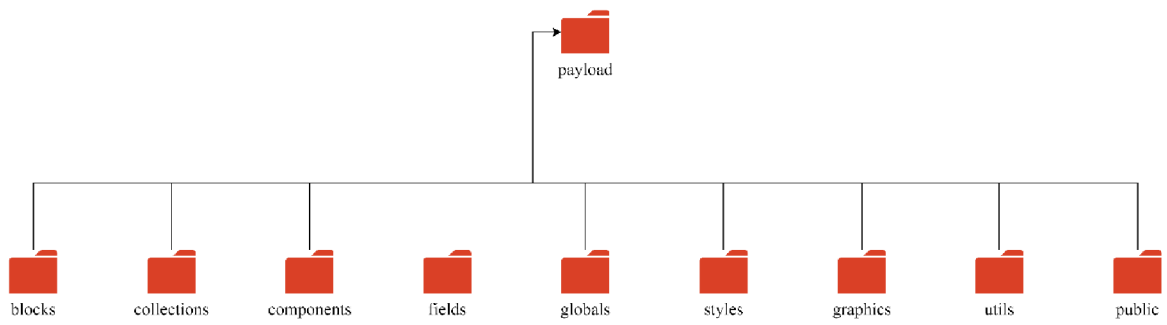 payload
blocks
collections
components
fields
globals
styles
graphics
utils
public